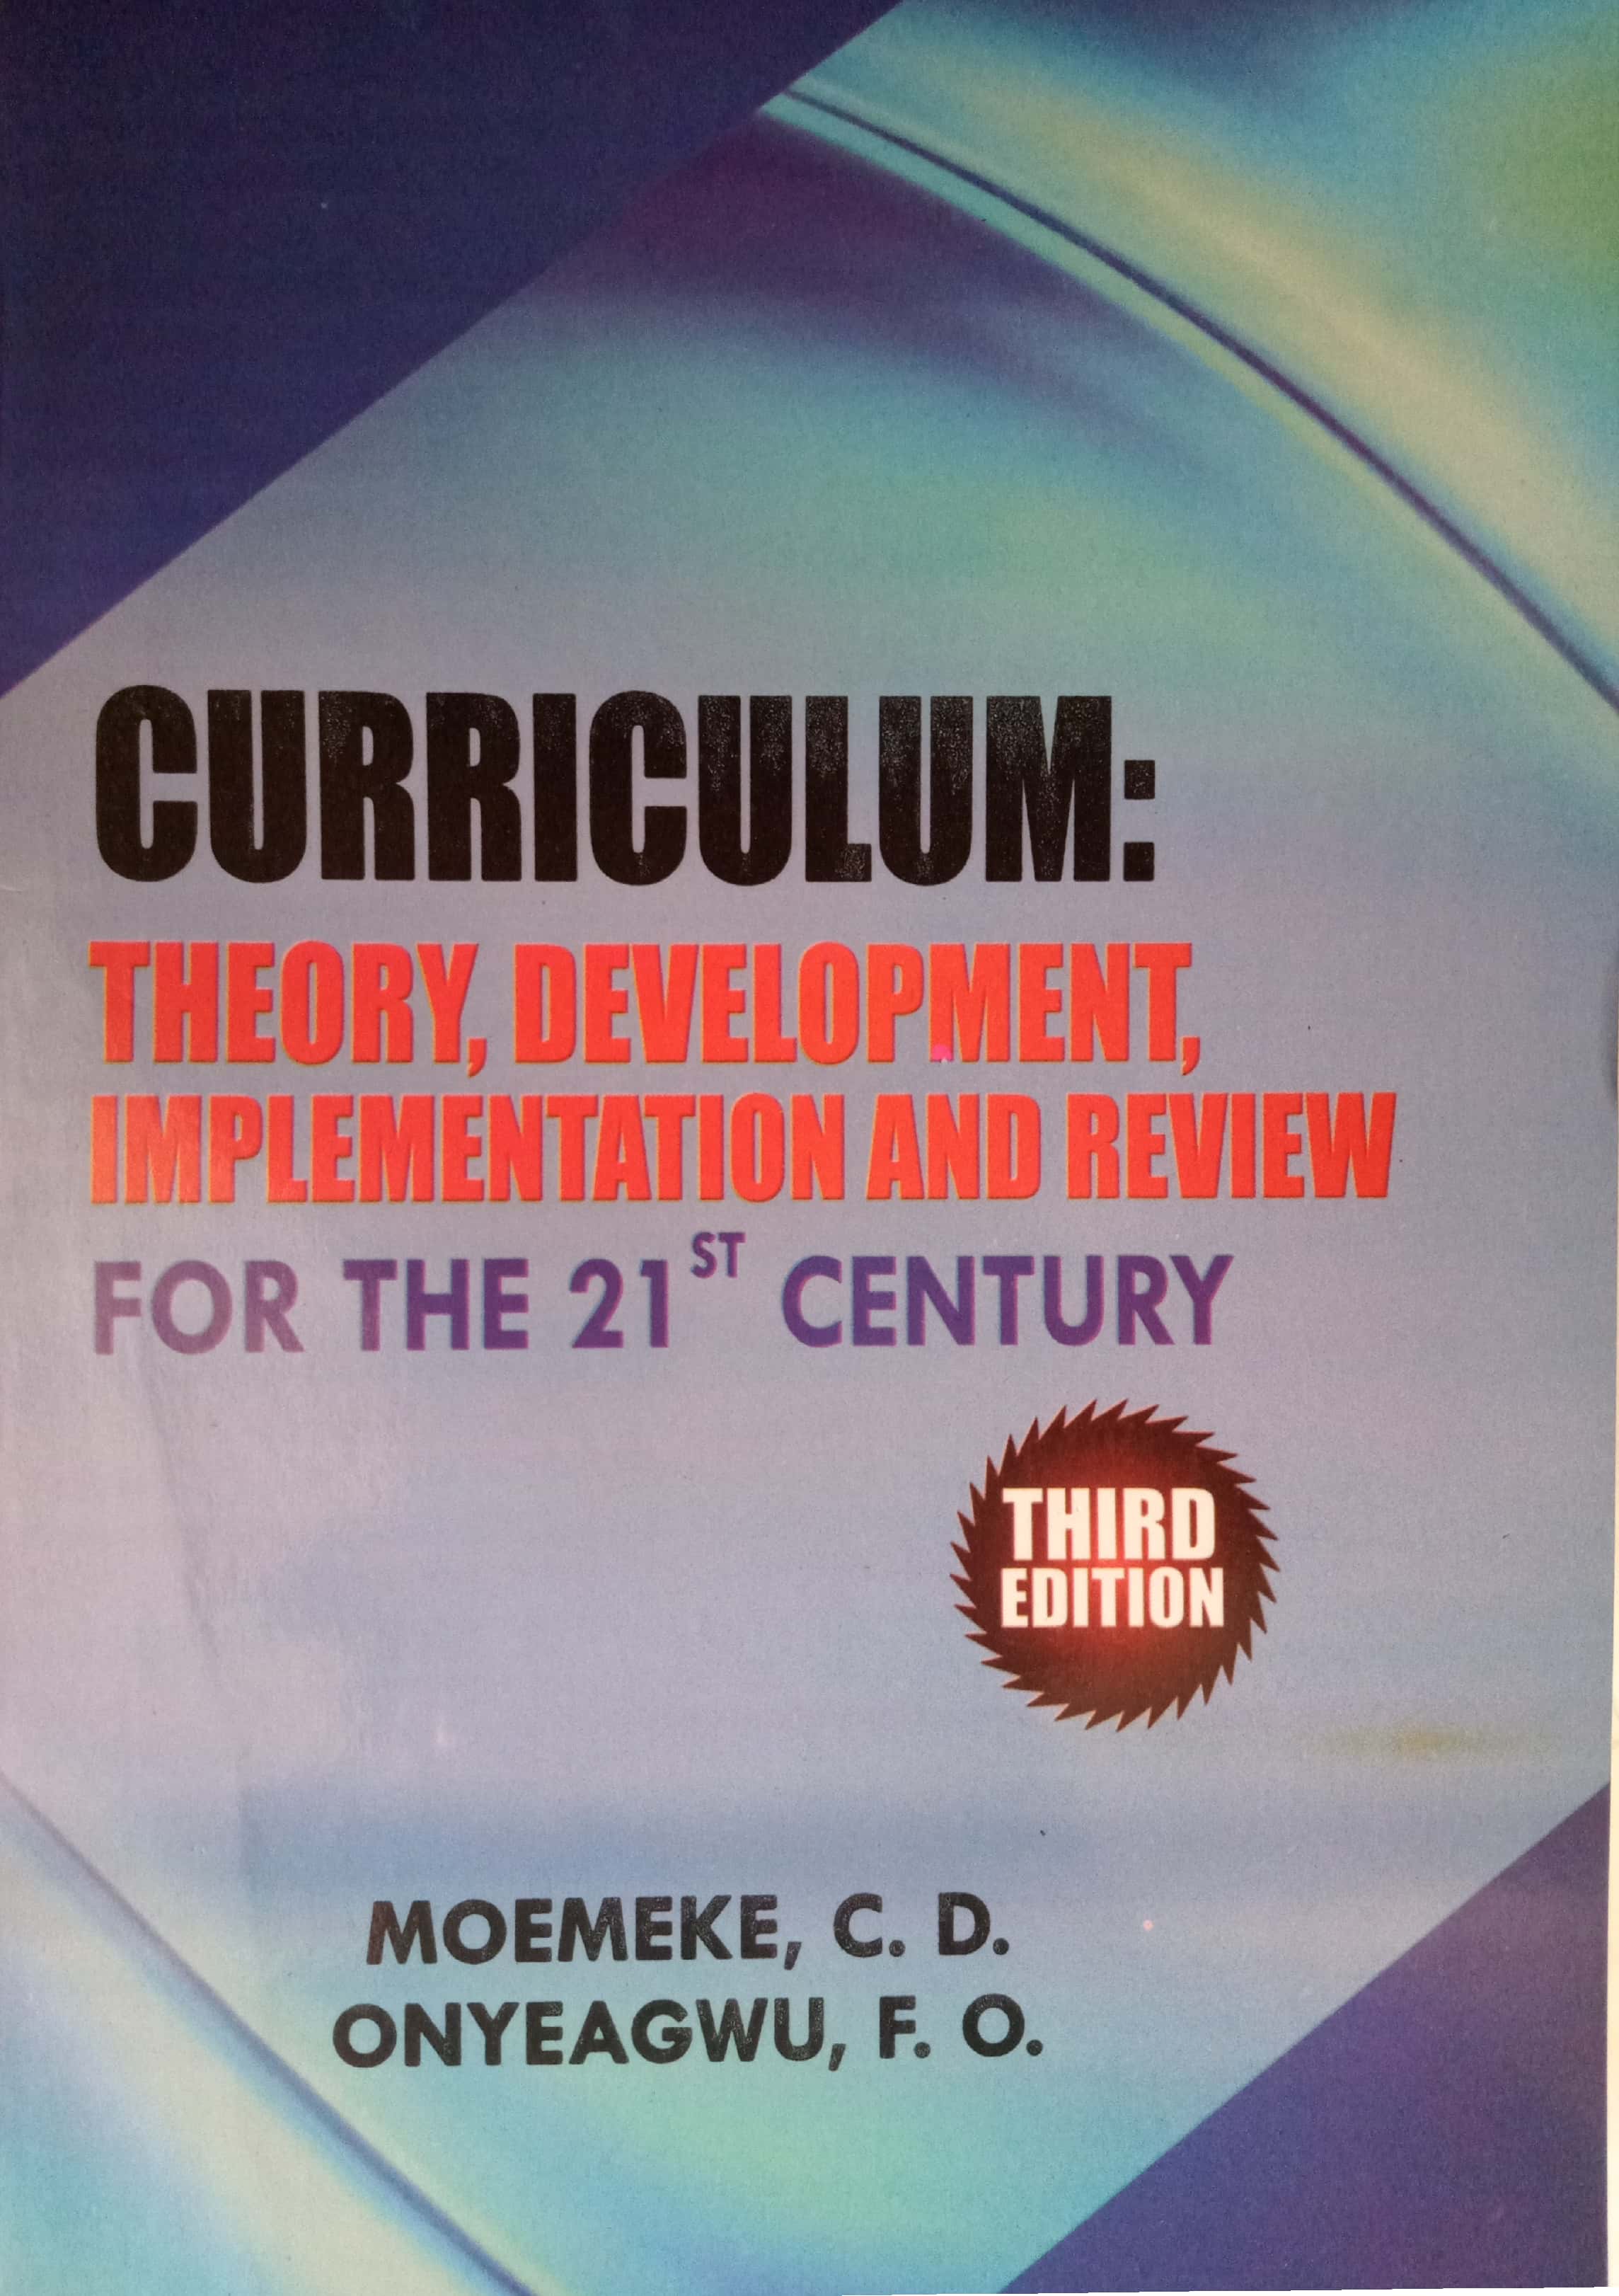 CURRICULUM:
THEORY, DEVELOPMENT,
IMPLEMENTATION AND REVIEW
FOR THE 21ST CENTURY
THIRD
EDITION
MOEMEKE, C. D.
ONYEAGWU, F. O.